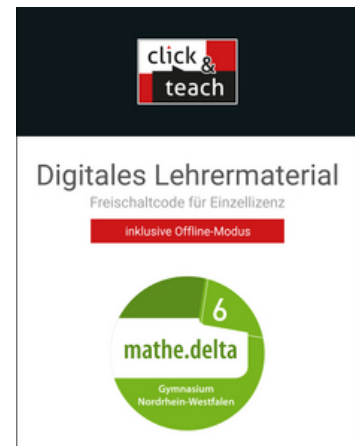 click &
teach
Digitales Lehrermaterial
Freischaltcode für Einzellizenz
inklusive Offline-Modus
6
mathe.delta
Gymnasium
Nordrhein-Westfalen